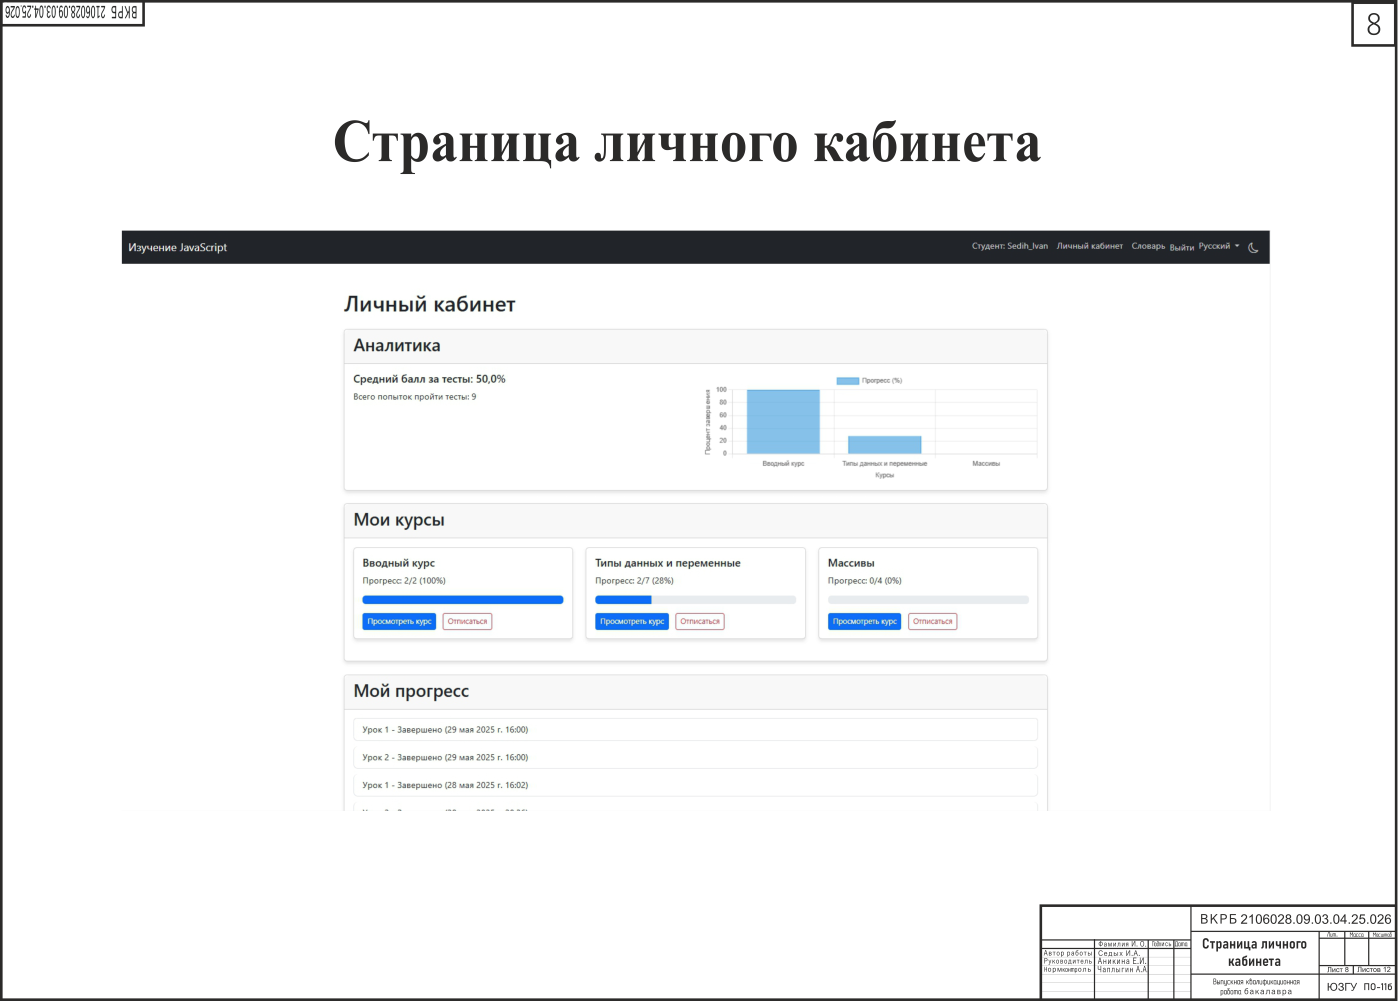 ВКРБ 2106028.09.03.04.25.026
8
Страница личного кабинета
Изучение JavaScript
Студент: Sedih_Ivan Личный кабинет Словарь Выйти Русский
Личный кабинет
Аналитика
Средний балл за тесты: 50,0%
Всего попыток пройти тесты: 9
Прогресс (%)
Процент завершения
100
80
60
40
20
0
Вводный курс Типы данных и переменные Массивы
Курсы
Мои курсы
Вводный курс
Прогресс: 2/2 (100%)
Просмотреть курс Отписаться
Типы данных и переменные
Прогресс: 2/7 (28%)
Просмотреть курс Отписаться
Массивы
Прогресс: 0/4 (0%)
Просмотреть курс Отписаться
Мой прогресс
Урок 1 - Завершено (29 мая 2025 г. 16:00)
Урок 2 - Завершено (29 мая 2025 г. 16:00)
Урок 1 - Завершено (28 мая 2025 г. 16:02)
ВКРБ 2106028.09.03.04.25.026
Фамилия И. О. Подпись Дата
Автор работы Седых И.А.
Руководитель Аникина Е.И.
Нормконтроль Чаплыгин А.А.
Страница личного
кабинета
Лит. Масса Масштаб
Лист 8 Листов 12
Выпускная квалификационная
работа бакалавра
ЮЗГУ ПО-116